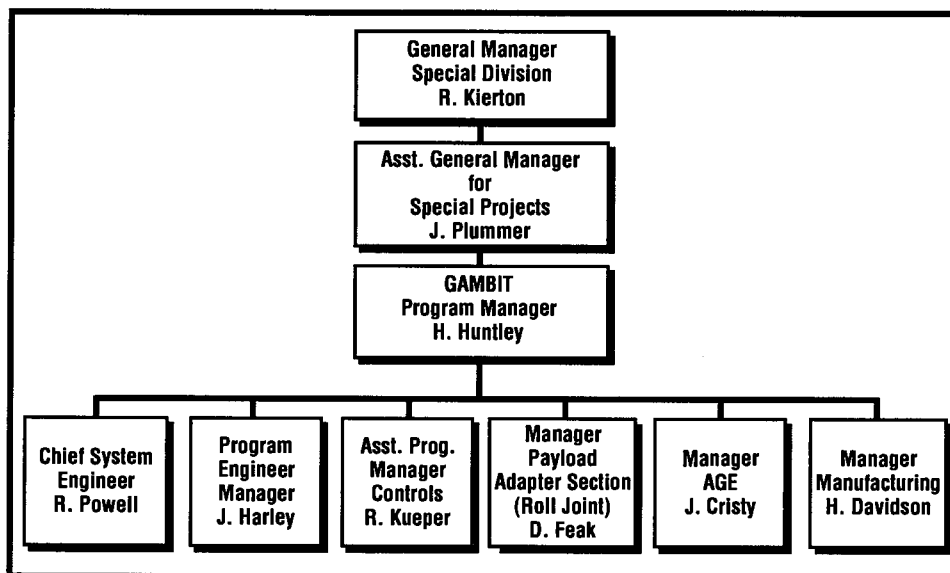 General Manager
Special Division
R. Kierton
Asst. General Manager
for
Special Projects
J. Plummer
GAMBIT
Program Manager
H. Huntley
Chief System
Engineer
R. Powell
Program
Engineer
Manager
J. Harley
Asst. Prog.
Manager
Controls
R. Kueper
Manager
Payload
Adapter Section
(Roll Joint)
D. Feak
Manager
AGE
J. Cristy
Manager
Manufacturing
H. Davidson